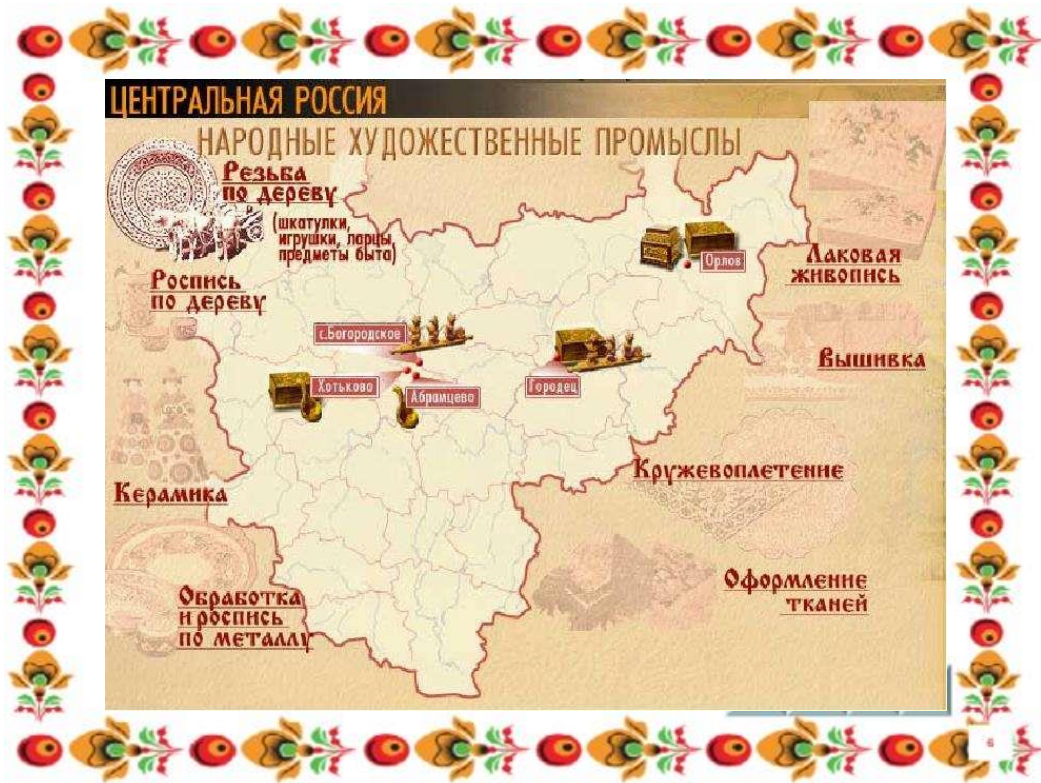 ЦЕНТРАЛЬНАЯ РОССИЯ
НАРОДНЫЕ ХУДОЖЕСТВЕННЫЕ ПРОМЫСЛЫ
Резьба
по дереву
(шкатулки,
игрушки, ларцы,
предметы быта)
Роспись
по дереву
Орлов
Лаковая
живопись
с.Богородское
Вышивка
Хотьково
Абрамцево
Городец
Кружевоплетение
Керамика
Оформление
тканей
Обработка
и роспись
по металлу
6